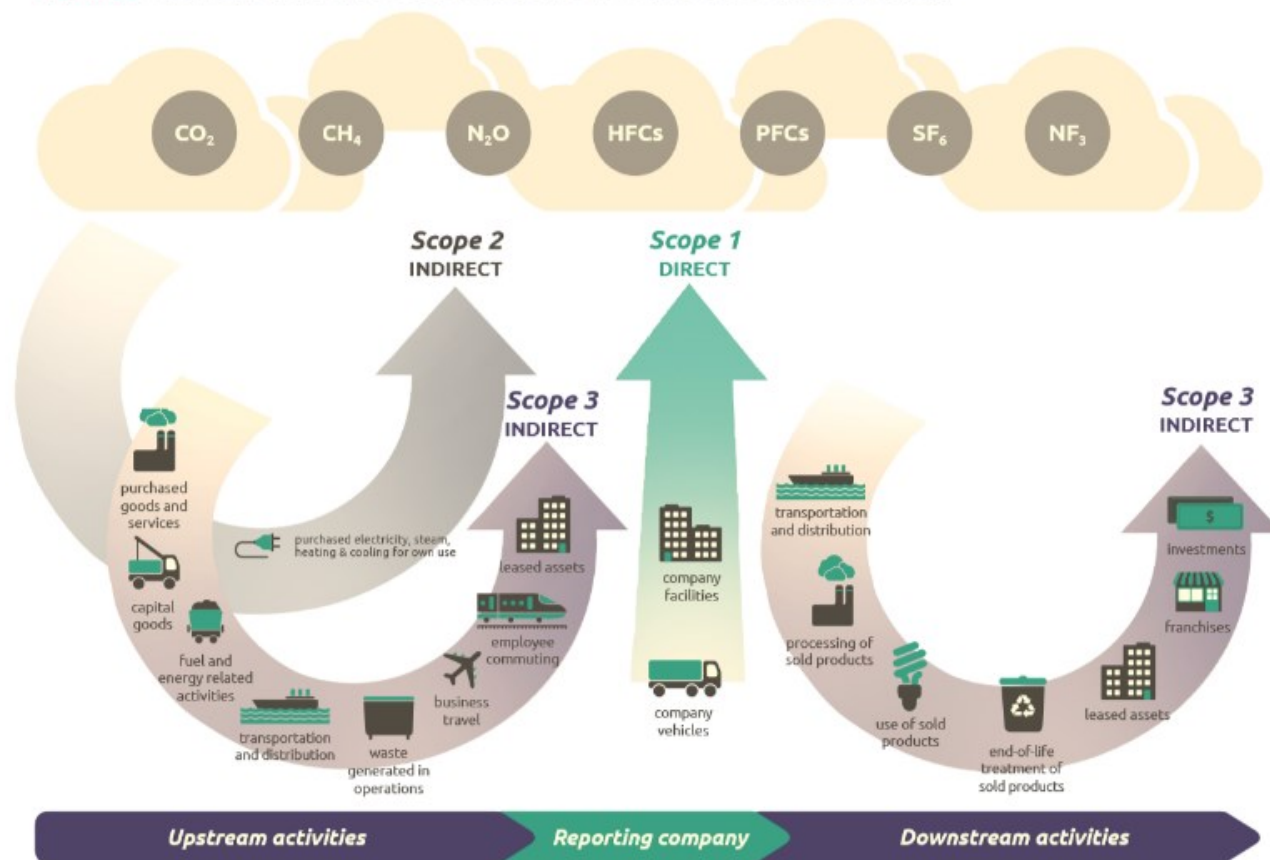 CO₂
CH₄
N₂O
HFCs
PFCs
SF₆
NF₃
Scope 2
INDIRECT
Scope 1
DIRECT
Scope 3
INDIRECT
Scope 3
INDIRECT
purchased
goods and
services
capital
goods
fuel and
energy related
activities
transportation
and distribution
waste
generated in
operations
business
travel
employee
commuting
leased assets
purchased electricity, steam,
heating & cooling for own use
company
facilities
company
vehicles
transportation
and distribution
processing of
sold products
use of sold
products
end-of-life
treatment of
sold products
leased assets
franchises
$
Investments
Upstream activities
Reporting company
Downstream activities